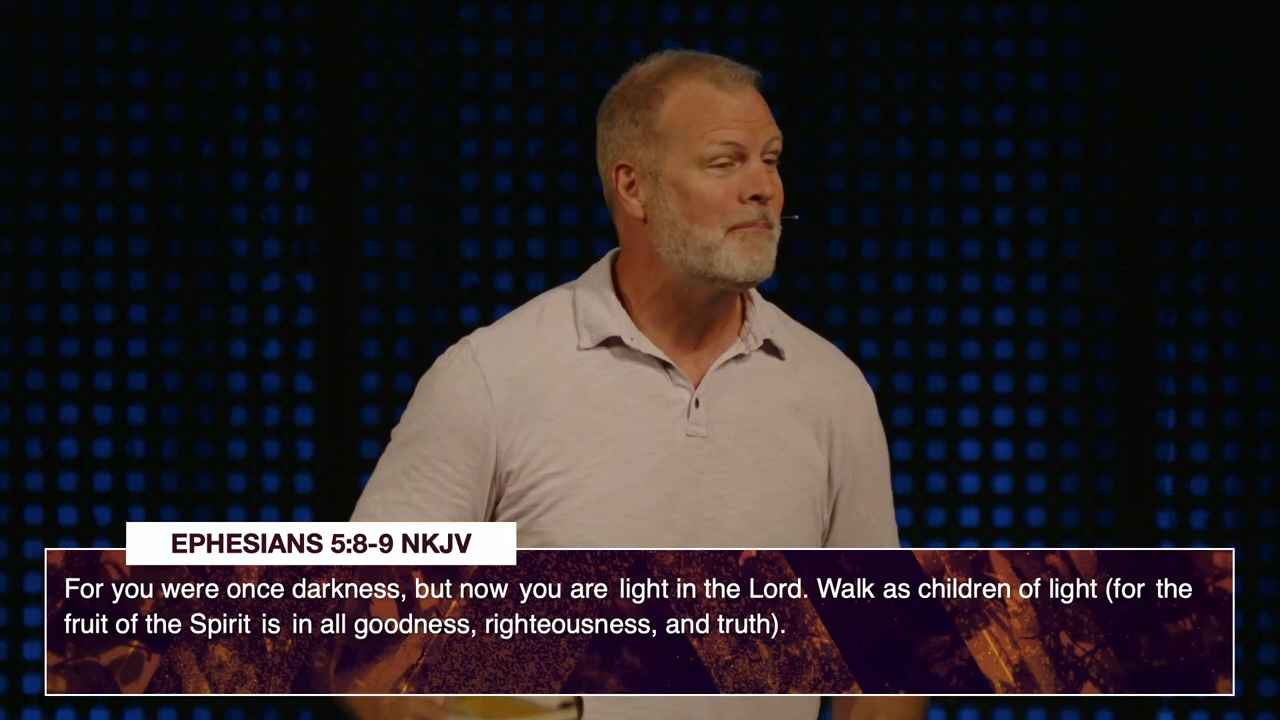 EPHESIANS 5:8-9 NKJV
For you were once darkness, but now you are light in the Lord. Walk as children of light (for the
fruit of the Spirit is in all goodness, righteousness, and truth).